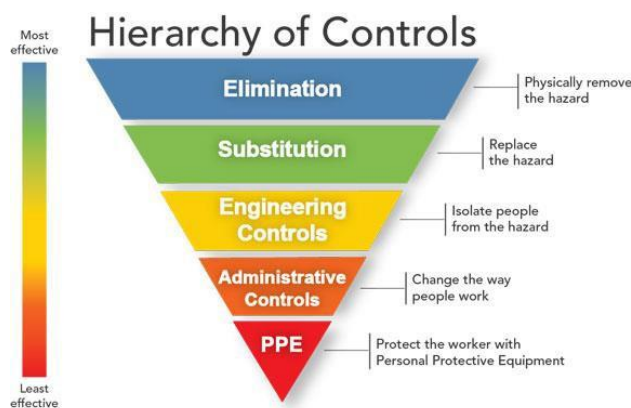 Most
effective
Hierarchy of Controls
Elimination
Physically remove
the hazard
Substitution
Replace
the hazard
Engineering
Controls
Isolate people
from the hazard
Administrative
Controls
Change the way
people work
PPE
Protect the worker with
Personal Protective Equipment
Least
effective